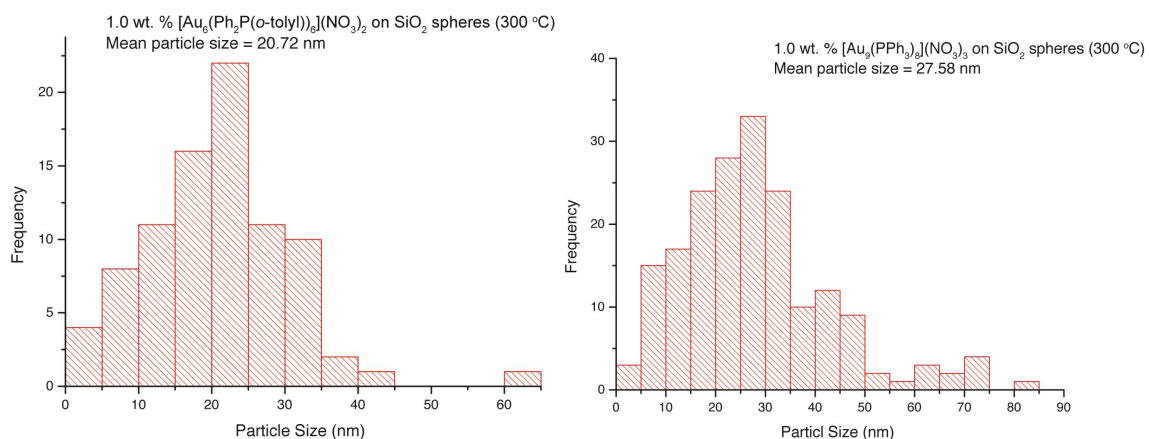 1.0 wt. % [Au₆(Ph₂P(o-tolyl))₆](NO₃)₂ on SiO₂ spheres (300 °C)
Mean particle size = 20.72 nm
20
15
10
5
0
Frequency
0 10 20 30 40 50 60
Particle Size (nm)
1.0 wt. % [Au₉(PPh₃)₈](NO₃)₃ on SiO₂ spheres (300 °C)
Mean particle size = 27.58 nm
40
30
20
10
0
Frequency
0 10 20 30 40 50 60 70 80 90
Particl Size (nm)